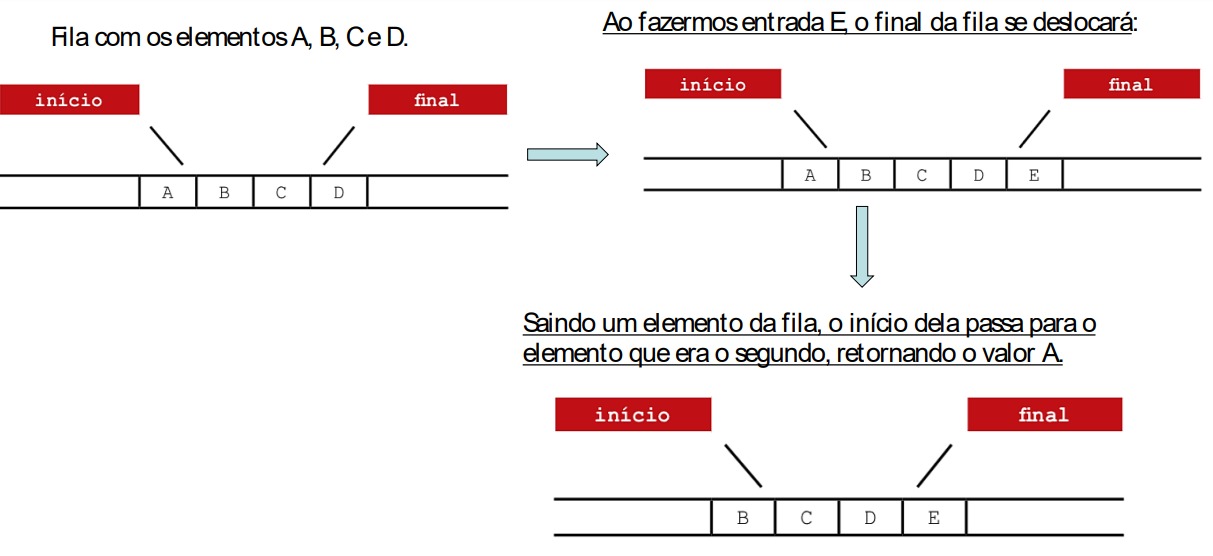 Fila com os elementos A, B, C e D.
início
final
A B C D
Ao fazermos entrada E, o final da fila se deslocará:
início
final
A B C D E
Saindo um elemento da fila, o início dela passa para o
elemento que era o segundo, retornando o valor A.
início
final
B C D E